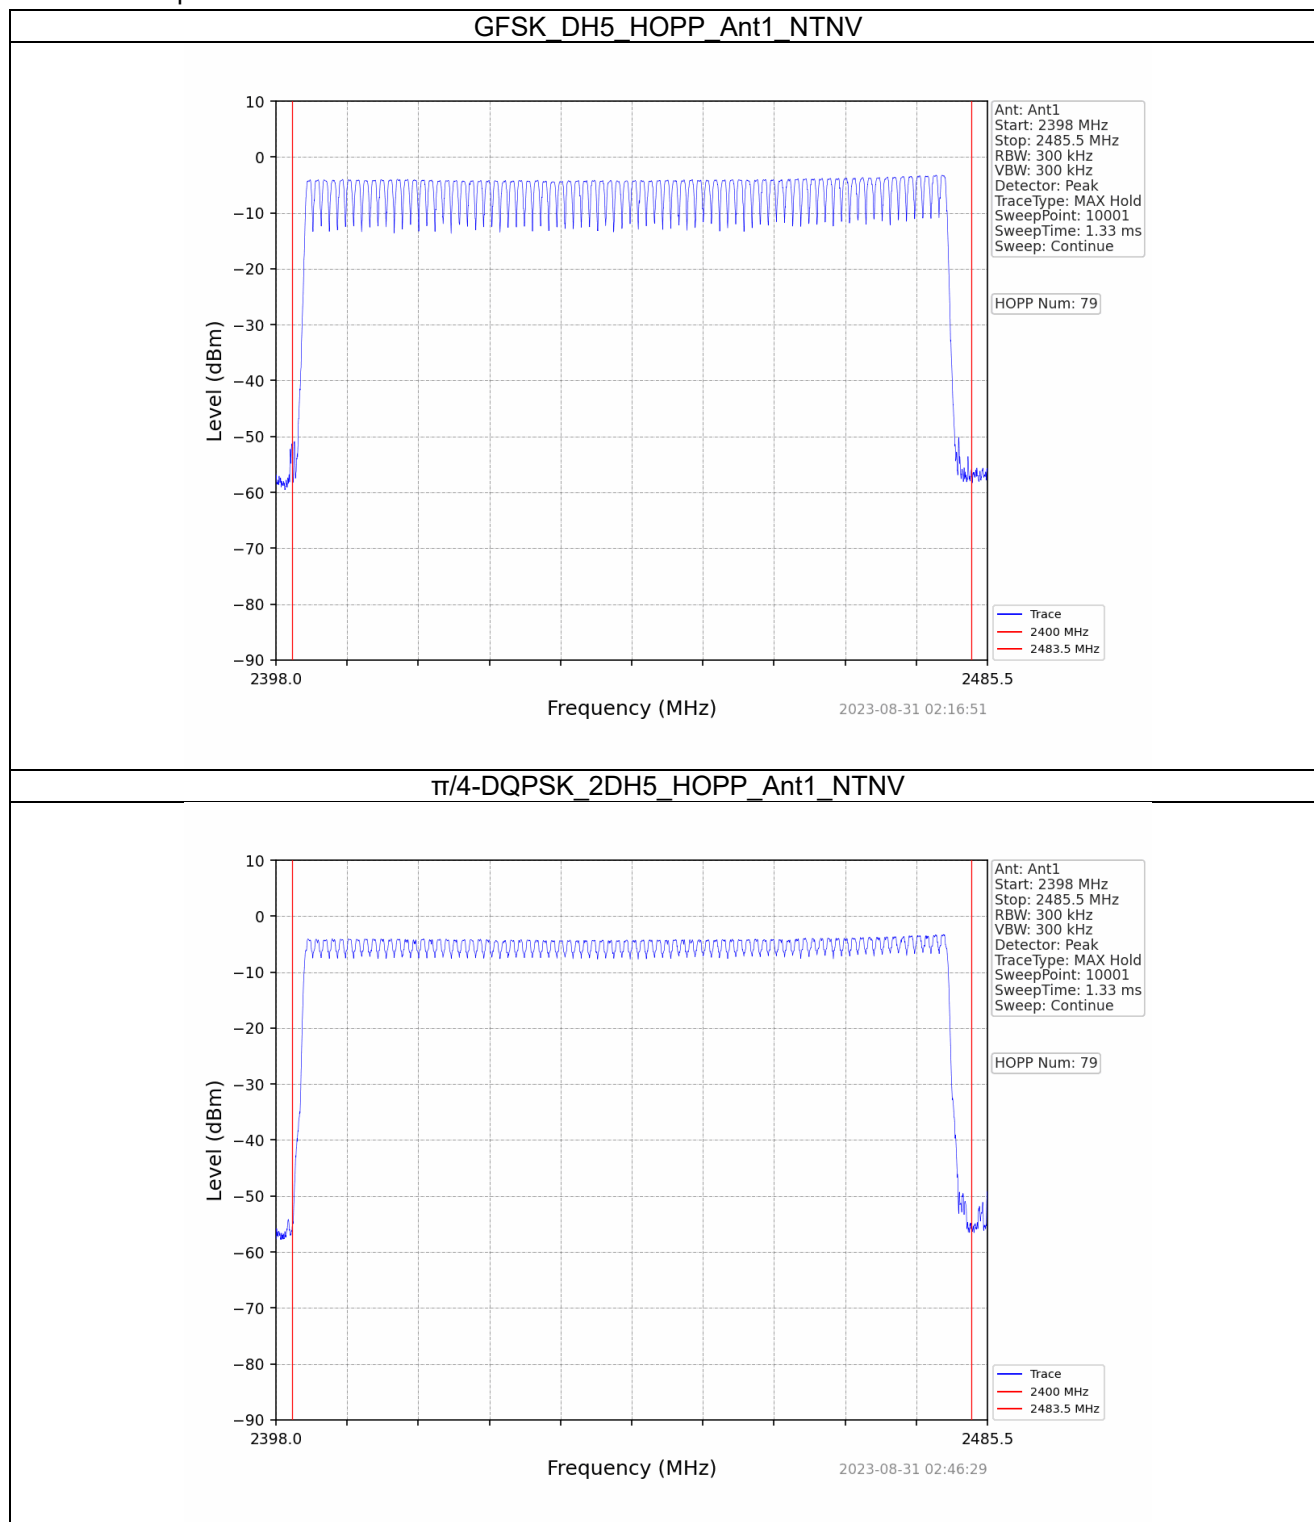 GFSK_DH5_HOPP_Ant1_NTNV
10
0
−10
−20
−30
−40
−50
−60
−70
−80
−90
Level (dBm)
2398.0
2485.5
Frequency (MHz)
2023-08-31 02:16:51
Ant: Ant1
Start: 2398 MHz
Stop: 2485.5 MHz
RBW: 300 kHz
VBW: 300 kHz
Detector: Peak
TraceType: MAX Hold
SweepPoint: 10001
SweepTime: 1.33 ms
Sweep: Continue
HOPP Num: 79
Trace
2400 MHz
2483.5 MHz
π/4-DQPSK_2DH5_HOPP_Ant1_NTNV
10
0
−10
−20
−30
−40
−50
−60
−70
−80
−90
Level (dBm)
2398.0
2485.5
Frequency (MHz)
2023-08-31 02:46:29
Ant: Ant1
Start: 2398 MHz
Stop: 2485.5 MHz
RBW: 300 kHz
VBW: 300 kHz
Detector: Peak
TraceType: MAX Hold
SweepPoint: 10001
SweepTime: 1.33 ms
Sweep: Continue
HOPP Num: 79
Trace
2400 MHz
2483.5 MHz